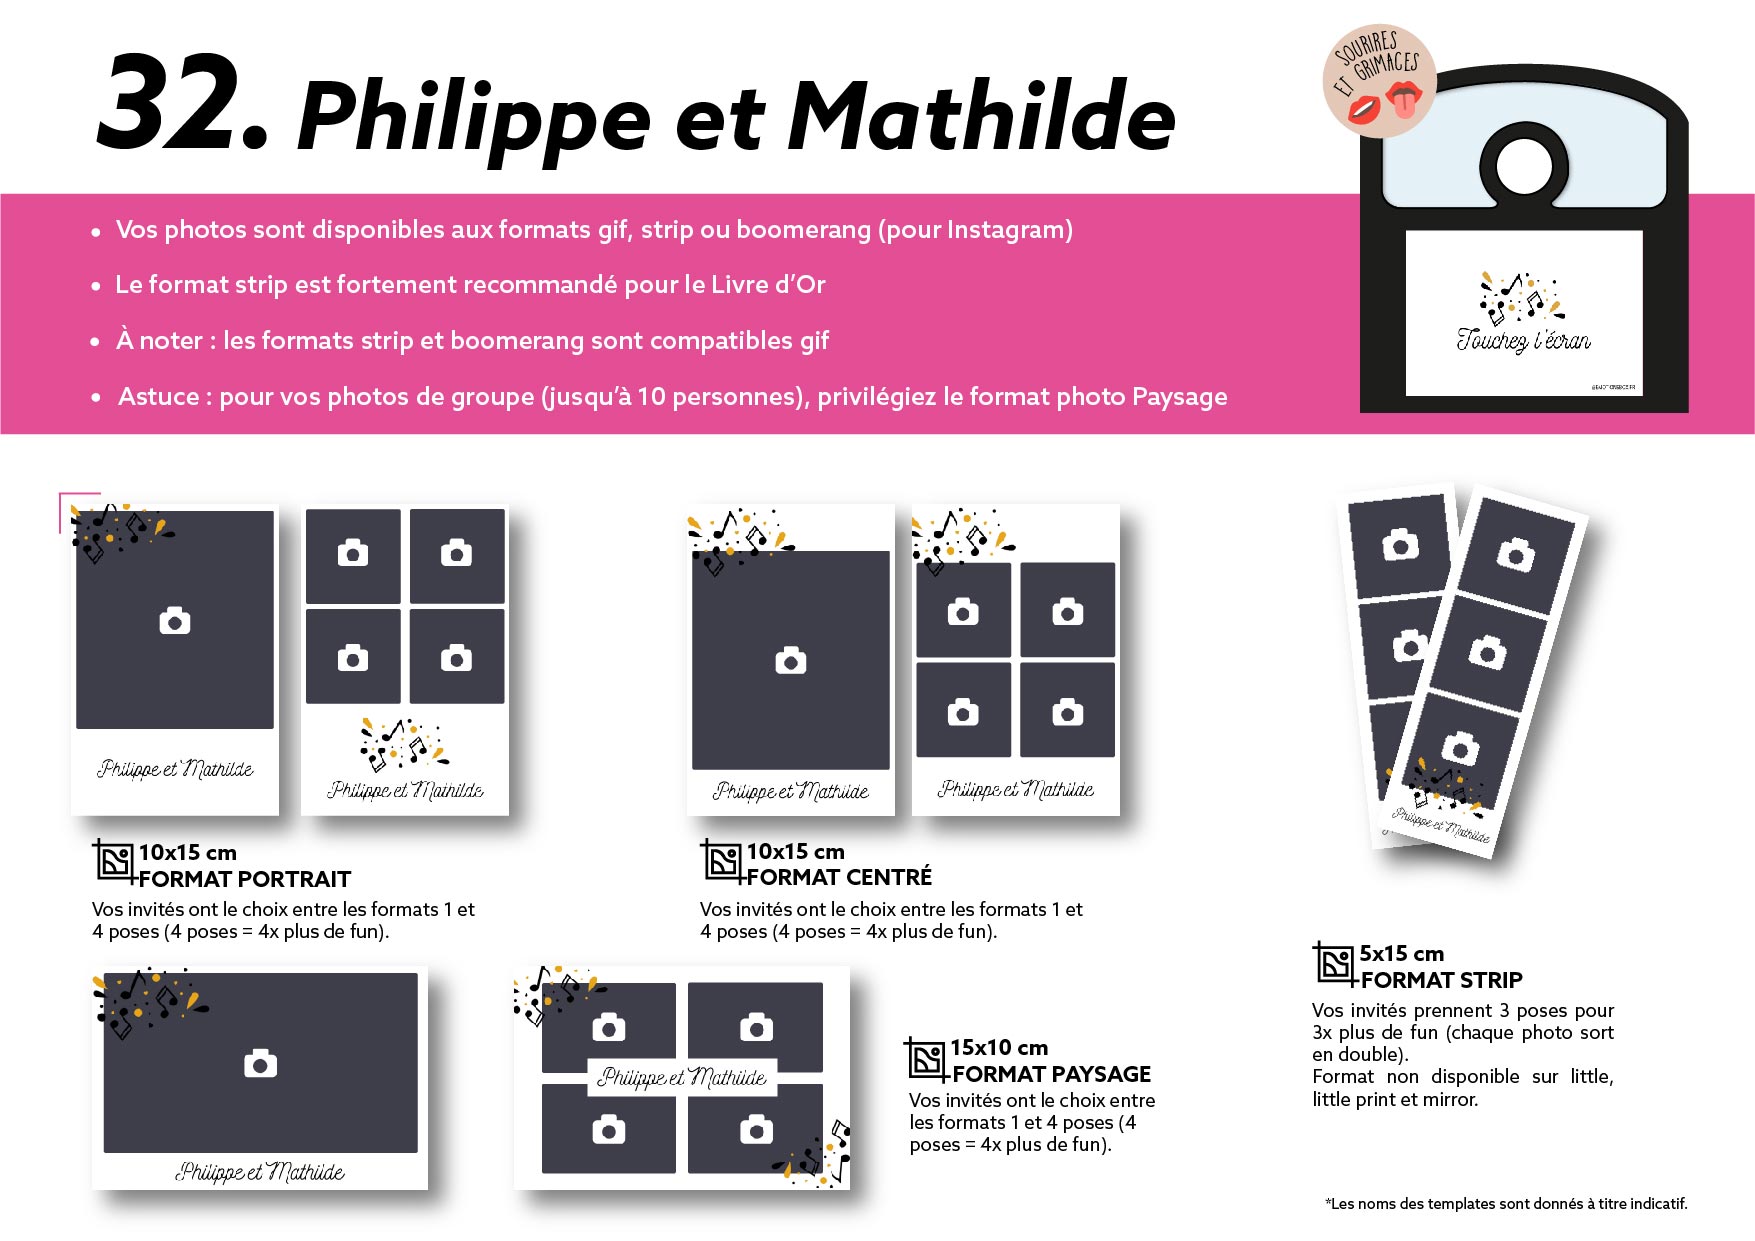 32. Philippe et Mathilde
SOURIRES
ET GRIMACES
• Vos photos sont disponibles aux formats gif, strip ou boomerang (pour Instagram)
• Le format strip est fortement recommandé pour le Livre d’Or
• À noter : les formats strip et boomerang sont compatibles gif
• Astuce : pour vos photos de groupe (jusqu’à 10 personnes), privilégiez le format photo Paysage
Touchez l'écran
Philippe et Mathilde
Philippe et Mathilde
10x15 cm
FORMAT PORTRAIT
Vos invités ont le choix entre les formats 1 et
4 poses (4 poses = 4x plus de fun).
Philippe et Mathilde
Philippe et Mathilde
10x15 cm
FORMAT CENTRÉ
Vos invités ont le choix entre les formats 1 et
4 poses (4 poses = 4x plus de fun).
Philippe et Mathilde
5x15 cm
FORMAT STRIP
Vos invités prennent 3 poses pour
3x plus de fun (chaque photo sort
en double).
Format non disponible sur little,
little print et mirror.
Philippe et Mathilde
Philippe et Mathilde
15x10 cm
FORMAT PAYSAGE
Vos invités ont le choix entre
les formats 1 et 4 poses (4
poses = 4x plus de fun).
*Les noms des templates sont donnés à titre indicatif.